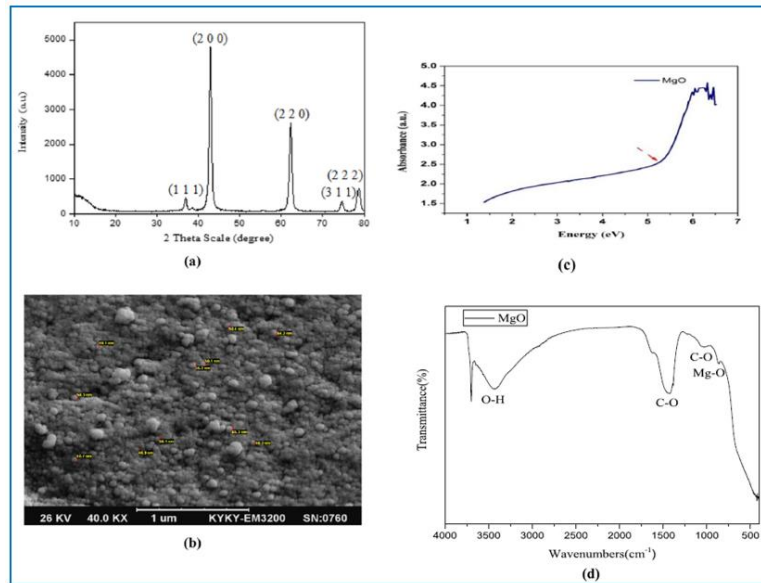 5000
4000
3000
2000
1000
0
Intensity (a.u)
(1 1 1)
(2 0 0)
(2 2 0)
(2 2 2)
(3 1 1)
10 20 30 40 50 60 70 80
2 Theta Scale (degree)
(a)
5.0
4.5
4.0
3.5
3.0
2.5
2.0
1.5
Absorbance (a.u.)
MgO
1 2 3 4 5 6 7
Energy (eV)
(c)
26 KV 40.0 KX 1 um KYKY-EM3200 SN:0760
(b)
MgO
Transmittance(%)
O-H
C-O
C-O
Mg-O
4000 3500 3000 2500 2000 1500 1000 500
Wavenumbers(cm⁻¹)
(d)